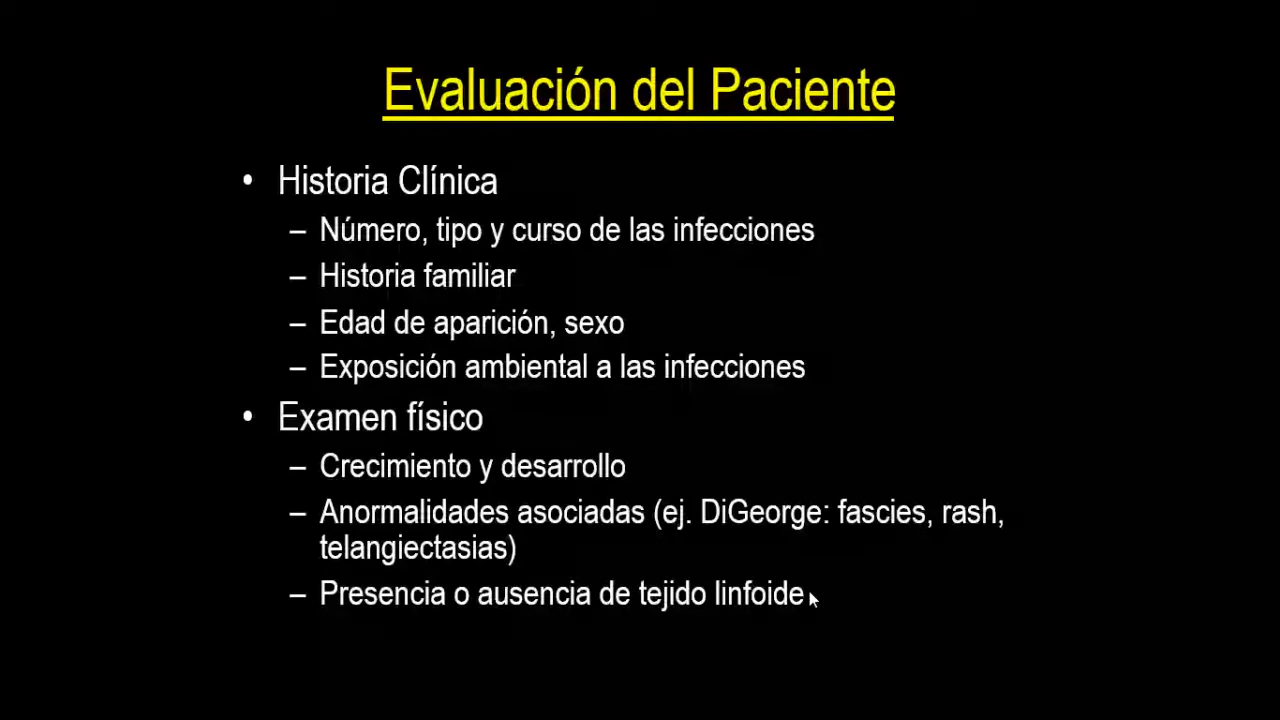 Evaluación del Paciente
• Historia Clínica
– Número, tipo y curso de las infecciones
– Historia familiar
– Edad de aparición, sexo
– Exposición ambiental a las infecciones
• Examen físico
– Crecimiento y desarrollo
– Anormalidades asociadas (ej. DiGeorge: fascies, rash,
telangiectasias)
– Presencia o ausencia de tejido linfoide